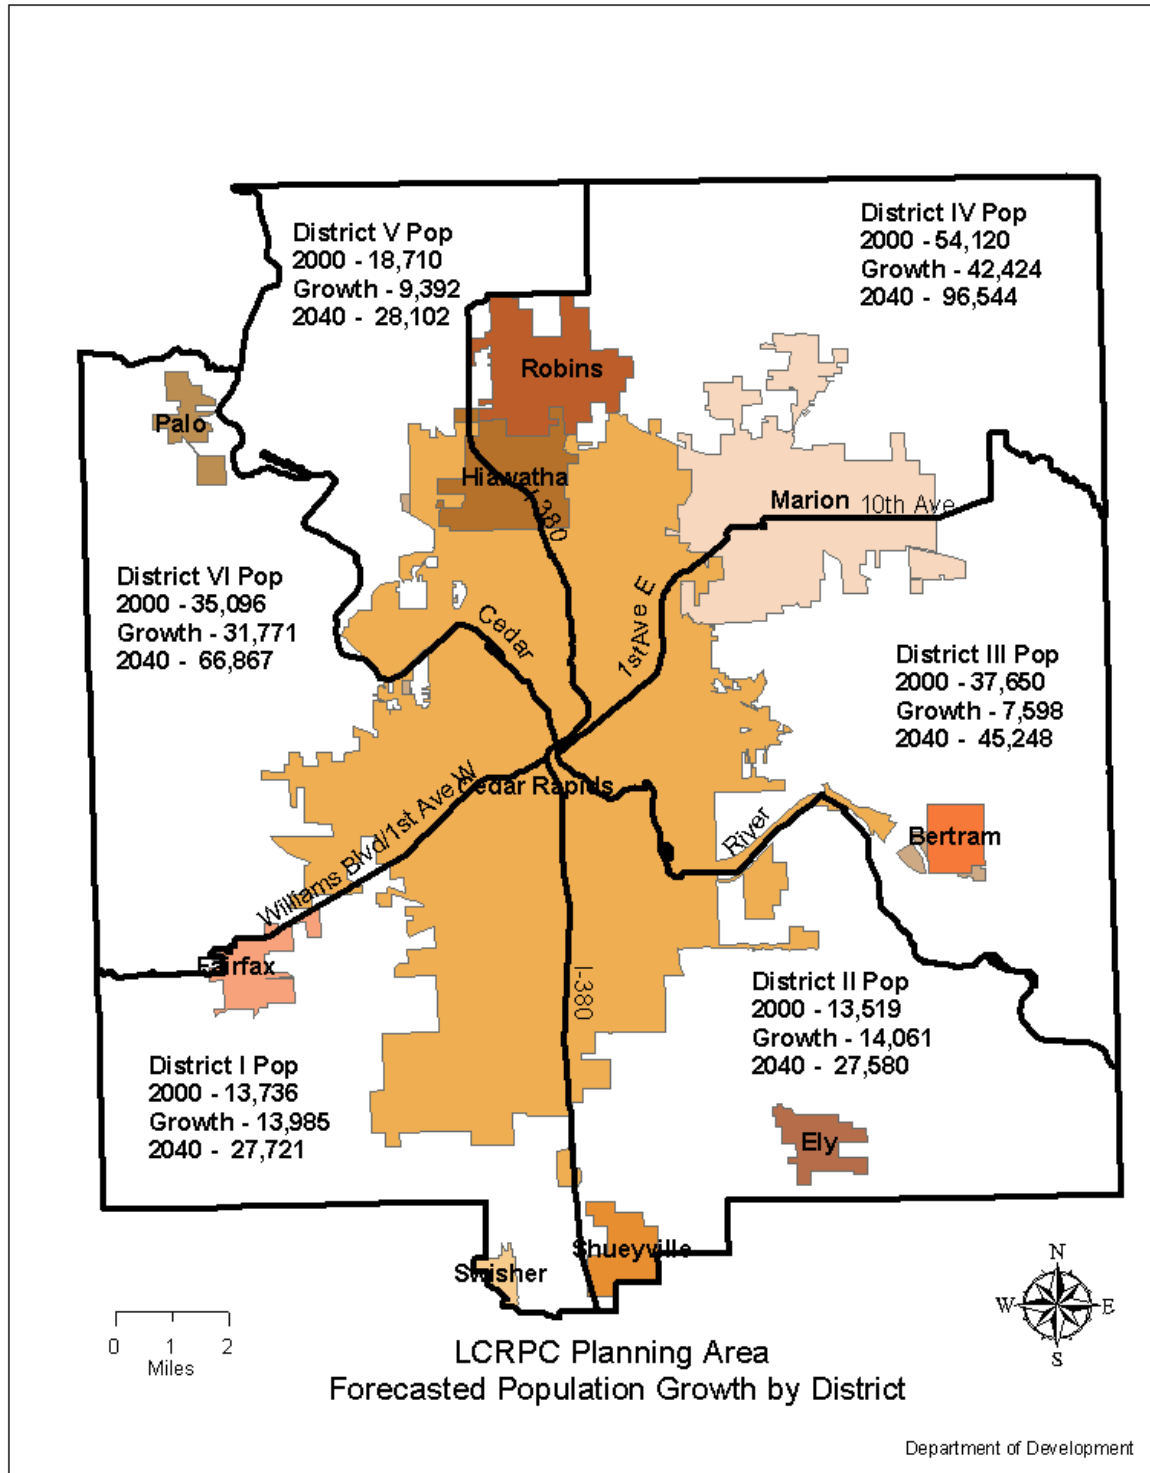 District V Pop
2000 - 18,710
Growth - 9,392
2040 - 28,102
District IV Pop
2000 - 54,120
Growth - 42,424
2040 - 96,544
Robins
Palo
Hiawatha
I-380
Marion
10th Ave
District VI Pop
2000 - 35,096
Growth - 31,771
2040 - 66,867
Cedar
1st Ave E
District III Pop
2000 - 37,650
Growth - 7,598
2040 - 45,248
Cedar Rapids
Williams Blvd/1st Ave W
River
Bertram
Fairfax
I-380
District II Pop
2000 - 13,519
Growth - 14,061
2040 - 27,580
District I Pop
2000 - 13,736
Growth - 13,985
2040 - 27,721
Ely
Shueyville
Swisher
N
W E
S
0 1 2
Miles
LCRPC Planning Area
Forecasted Population Growth by District
Department of Development